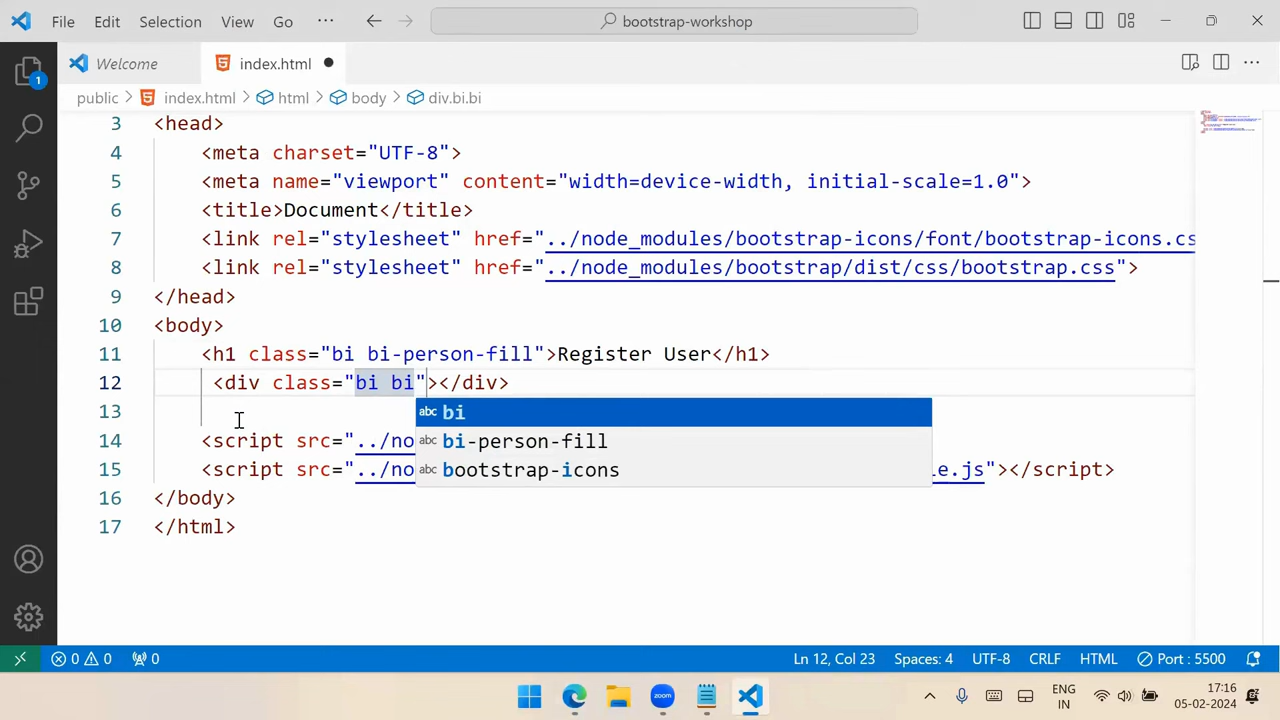 File Edit Selection View Go ··· bootstrap-workshop
Welcome index.html
public > index.html > html > body > div.bi.bi
1
3 <head>
4 <meta charset="UTF-8">
5 <meta name="viewport" content="width=device-width, initial-scale=1.0">
6 <title>Document</title>
7 <link rel="stylesheet" href="../node_modules/bootstrap-icons/font/bootstrap-icons.cs
8 <link rel="stylesheet" href="../node_modules/bootstrap/dist/css/bootstrap.css">
9 </head>
10 <body>
11 <h1 class="bi bi-person-fill">Register User</h1>
12 <div class="bi bi"></div>
13 abc bi
14 <script src="../no abc bi-person-fill
15 <script src="../no abc bootstrap-icons e.js"></script>
16 </body>
17 </html>
0 0 0 Ln 12, Col 23 Spaces: 4 UTF-8 CRLF HTML Port : 5500
zoom ENG IN 17:16 05-02-2024